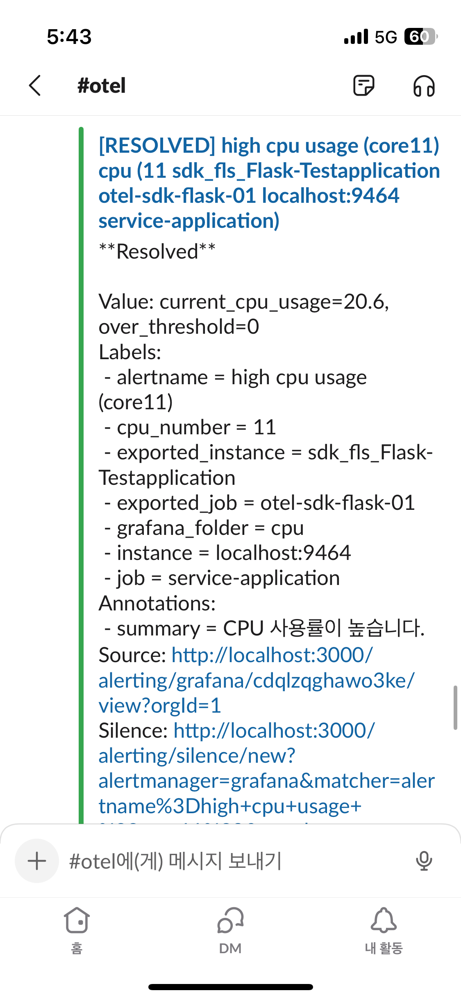 5:43
5G
60
#otel
[RESOLVED] high cpu usage (core11)
cpu (11 sdk_fls_Flask-Testapplication
otel-sdk-flask-01 localhost:9464
service-application)
**Resolved**
Value: current_cpu_usage=20.6,
over_threshold=0
Labels:
- alertname = high cpu usage
(core11)
- cpu_number = 11
- exported_instance = sdk_fls_Flask-
Testapplication
- exported_job = otel-sdk-flask-01
- grafana_folder = cpu
- instance = localhost:9464
- job = service-application
Annotations:
- summary = CPU 사용률이 높습니다.
Source: http://localhost:3000/
alerting/grafana/cdqlzqghawo3ke/
view?orgId=1
Silence: http://localhost:3000/
alerting/silence/new?
alertmanager=grafana&matcher=aler
tname%3Dhigh+cpu+usage+
#otel에(게) 메시지 보내기
홈
DM
내 활동